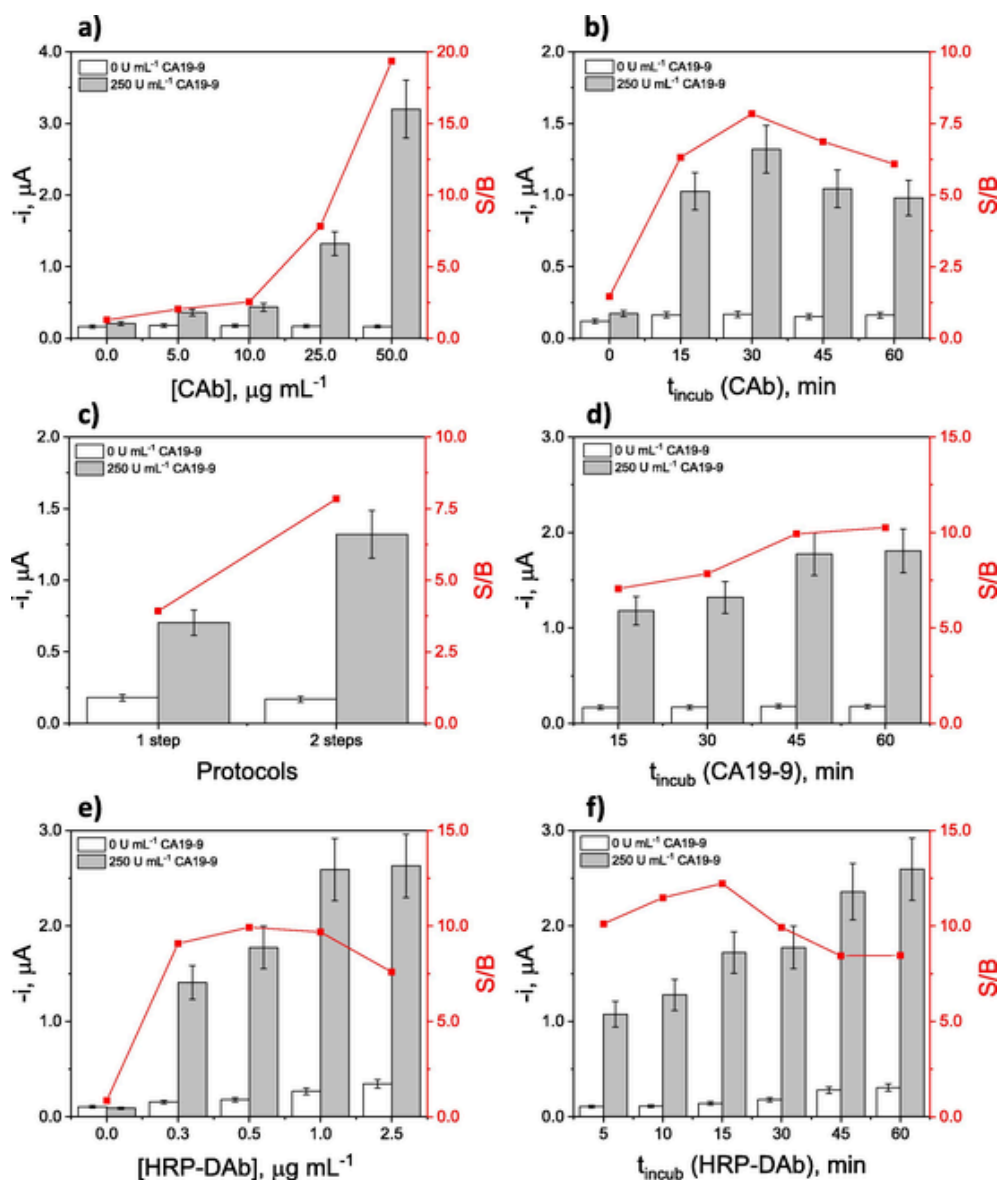 a)
4.0
3.0
2.0
1.0
0.0
-i, µA
0 U mL⁻¹ CA19-9
250 U mL⁻¹ CA19-9
20.0
15.0
10.0
5.0
0.0
S/B
0.0 5.0 10.0 25.0 50.0
[CAb], µg mL⁻¹
b)
2.0
1.5
1.0
0.5
0.0
-i, µA
0 U mL⁻¹ CA19-9
250 U mL⁻¹ CA19-9
10.0
7.5
5.0
2.5
0.0
S/B
0 15 30 45 60
t_incub (CAb), min
c)
2.0
1.5
1.0
0.5
0.0
-i, µA
0 U mL⁻¹ CA19-9
250 U mL⁻¹ CA19-9
10.0
7.5
5.0
2.5
0.0
S/B
1 step 2 steps
Protocols
d)
3.0
2.0
1.0
0.0
-i, µA
0 U mL⁻¹ CA19-9
250 U mL⁻¹ CA19-9
15.0
10.0
5.0
0.0
S/B
15 30 45 60
t_incub (CA19-9), min
e)
3.0
2.0
1.0
0.0
-i, µA
0 U mL⁻¹ CA19-9
250 U mL⁻¹ CA19-9
15.0
10.0
5.0
0.0
S/B
0.0 0.3 0.5 1.0 2.5
[HRP-DAb], µg mL⁻¹
f)
3.0
2.0
1.0
0.0
-i, µA
0 U mL⁻¹ CA19-9
250 U mL⁻¹ CA19-9
15.0
10.0
5.0
0.0
S/B
5 10 15 30 45 60
t_incub (HRP-DAb), min